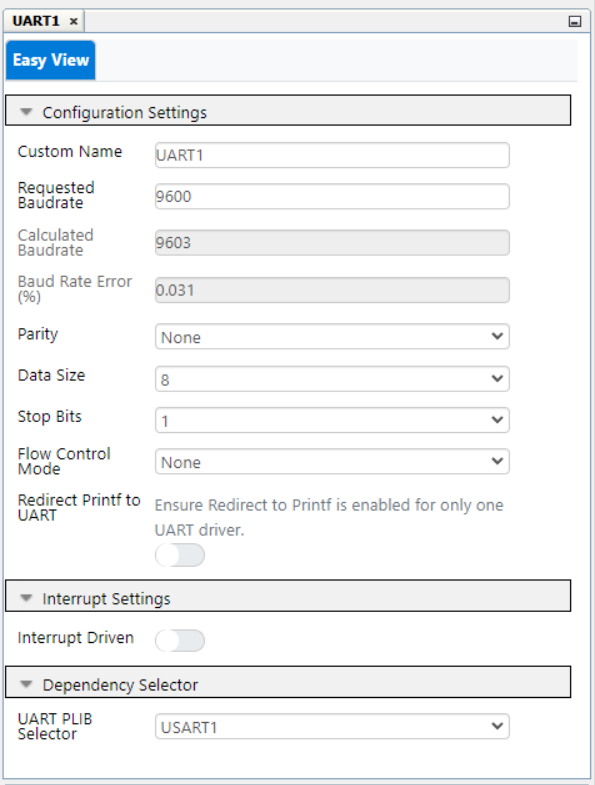 UART1 ×
Easy View
Configuration Settings
Custom Name
UART1
Requested
Baudrate
9600
Calculated
Baudrate
9603
Baud Rate Error
(%)
0.031
Parity
None
Data Size
8
Stop Bits
1
Flow Control
Mode
None
Redirect Printf to
UART
Ensure Redirect to Printf is enabled for only one
UART driver.
Interrupt Settings
Interrupt Driven
Dependency Selector
UART PLIB
Selector
USART1